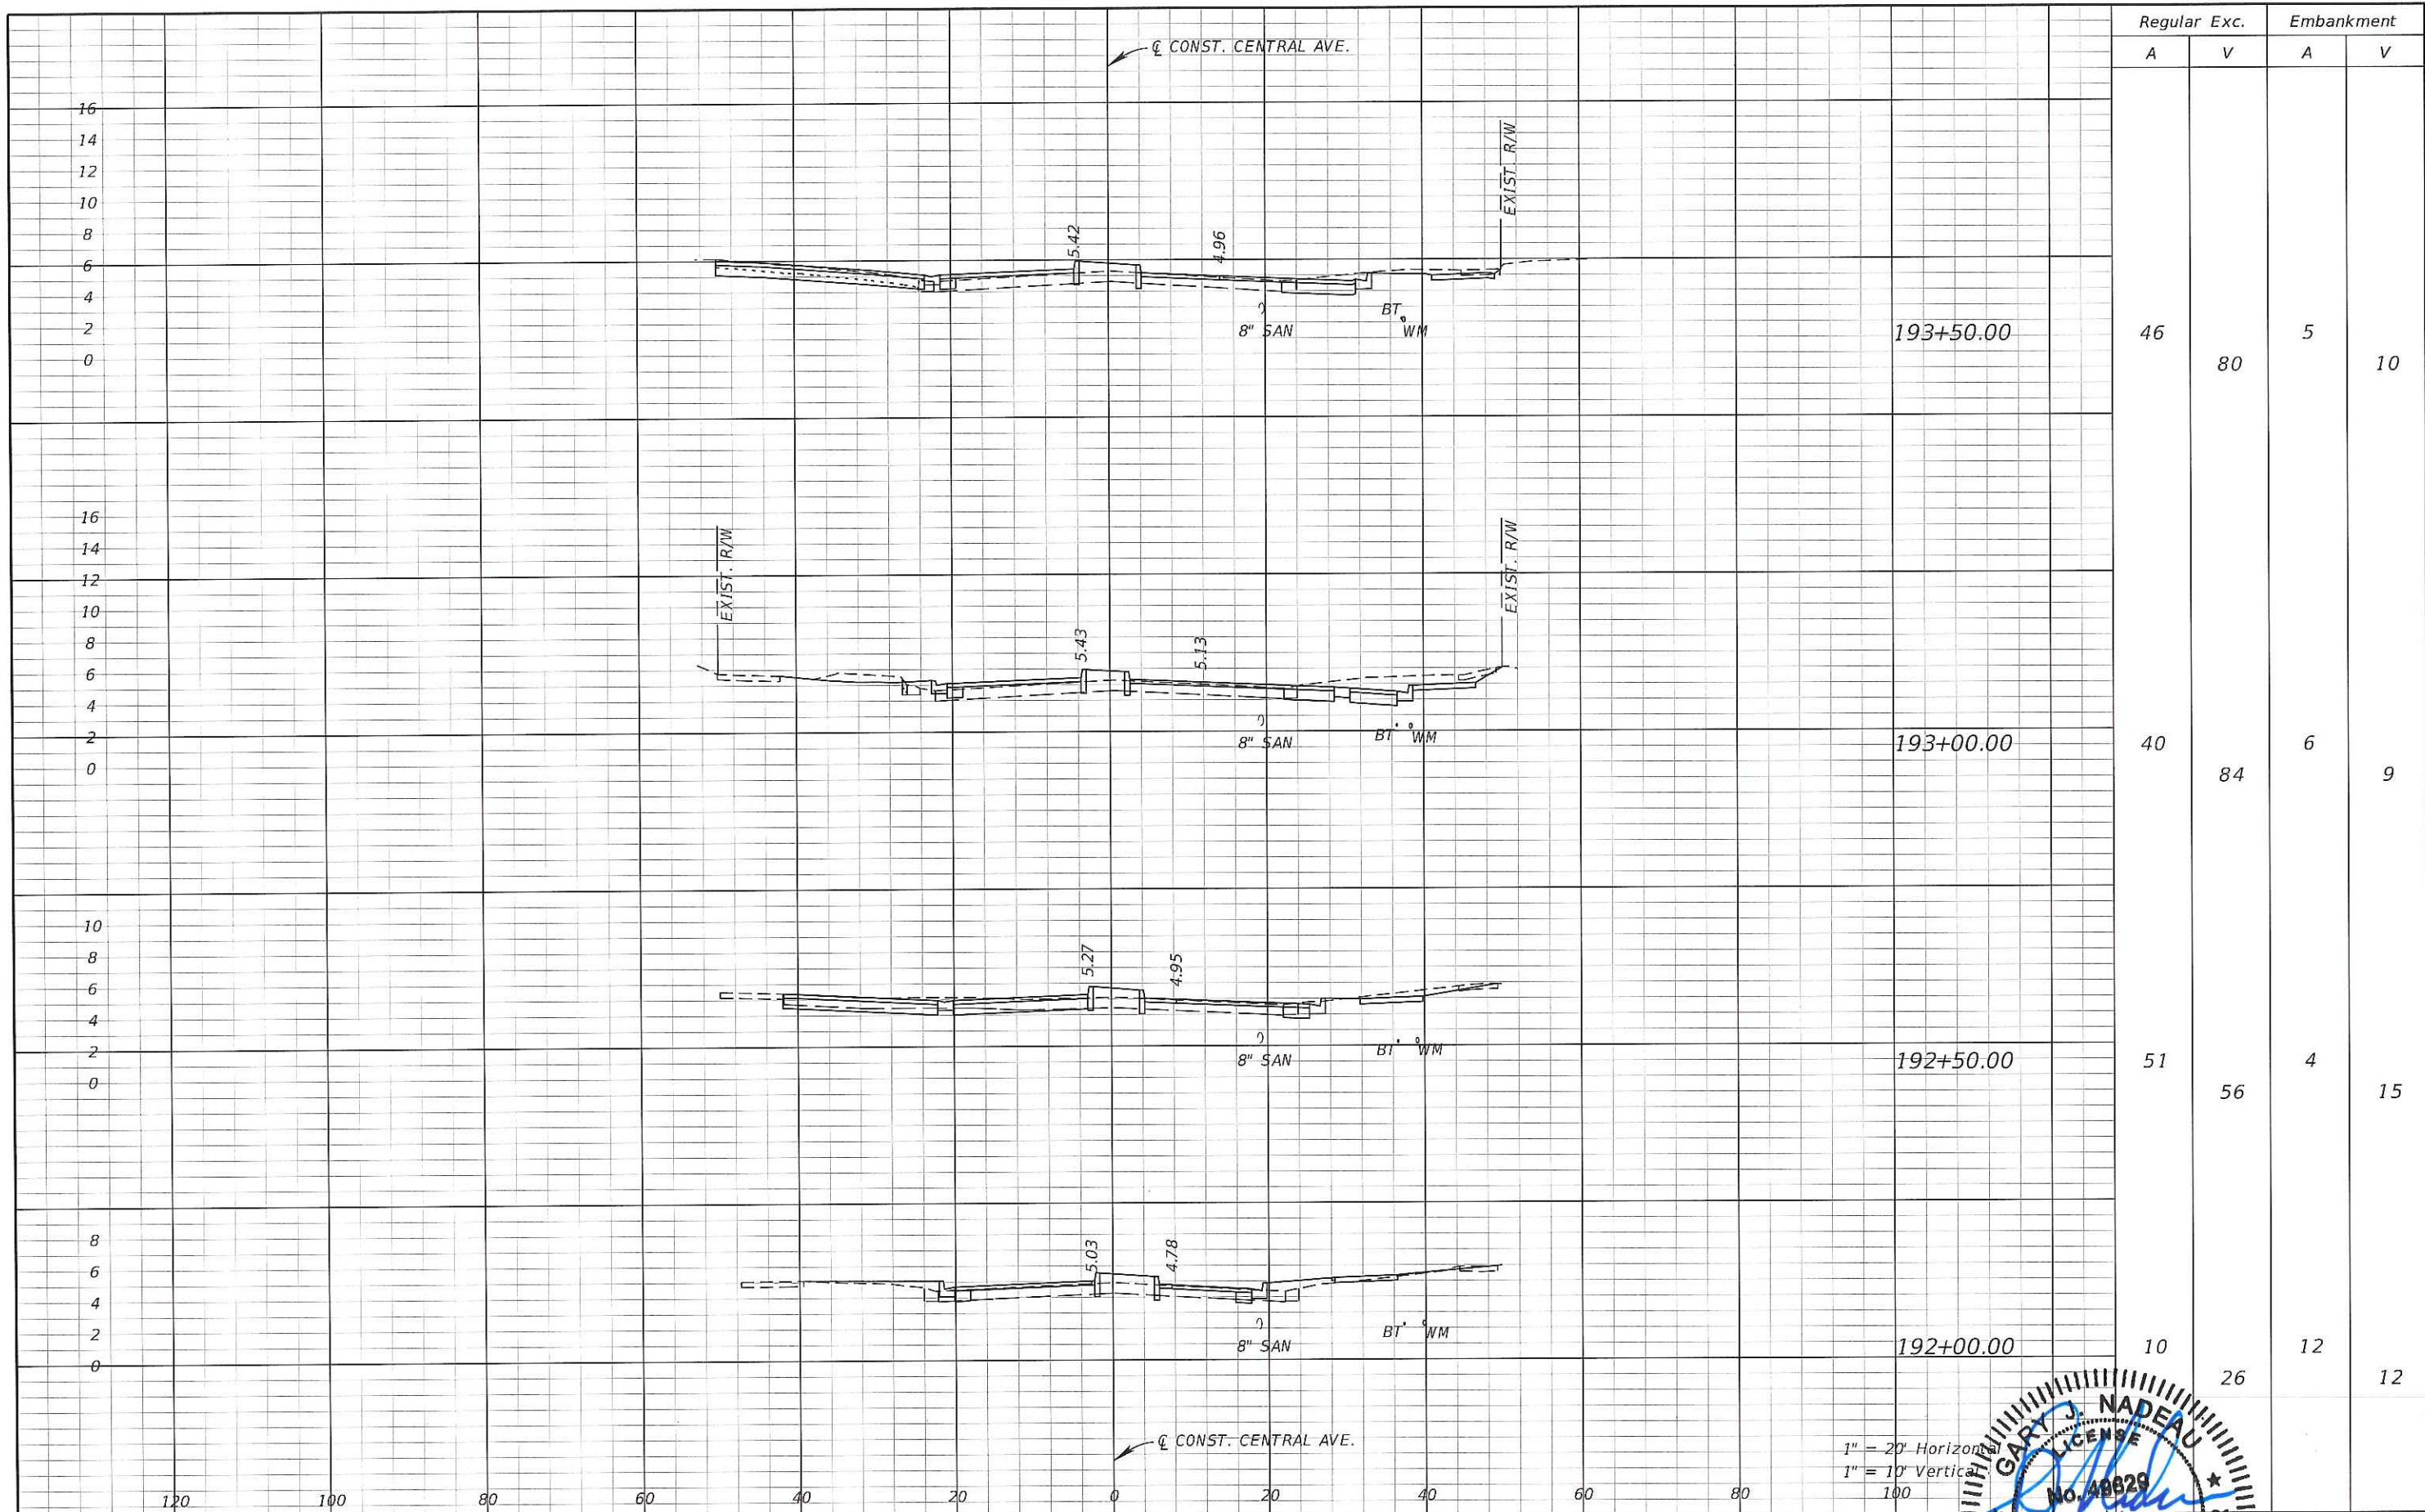 Regular Exc. Embankment
A V A V
℄ CONST. CENTRAL AVE.
16
14
12
10
8
6
4
2
0
EXIST. R/W
5.42
4.96
8" SAN
BT
WM
193+50.00
46 5
80 10
16
14
12
10
8
6
4
2
0
EXIST. R/W
EXIST. R/W
5.43
5.13
8" SAN
BT
WM
193+00.00
40 6
84 9
10
8
6
4
2
0
5.27
4.95
8" SAN
BT
WM
192+50.00
51 4
56 15
8
6
4
2
0
5.03
4.78
8" SAN
BT
WM
192+00.00
10 12
26 12
℄ CONST. CENTRAL AVE.
1" = 20' Horizontal
1" = 10' Vertical
GARY J. NADEAU
LICENSE
No. 49629
120 100 80 60 40 20 0 20 40 60 80 100